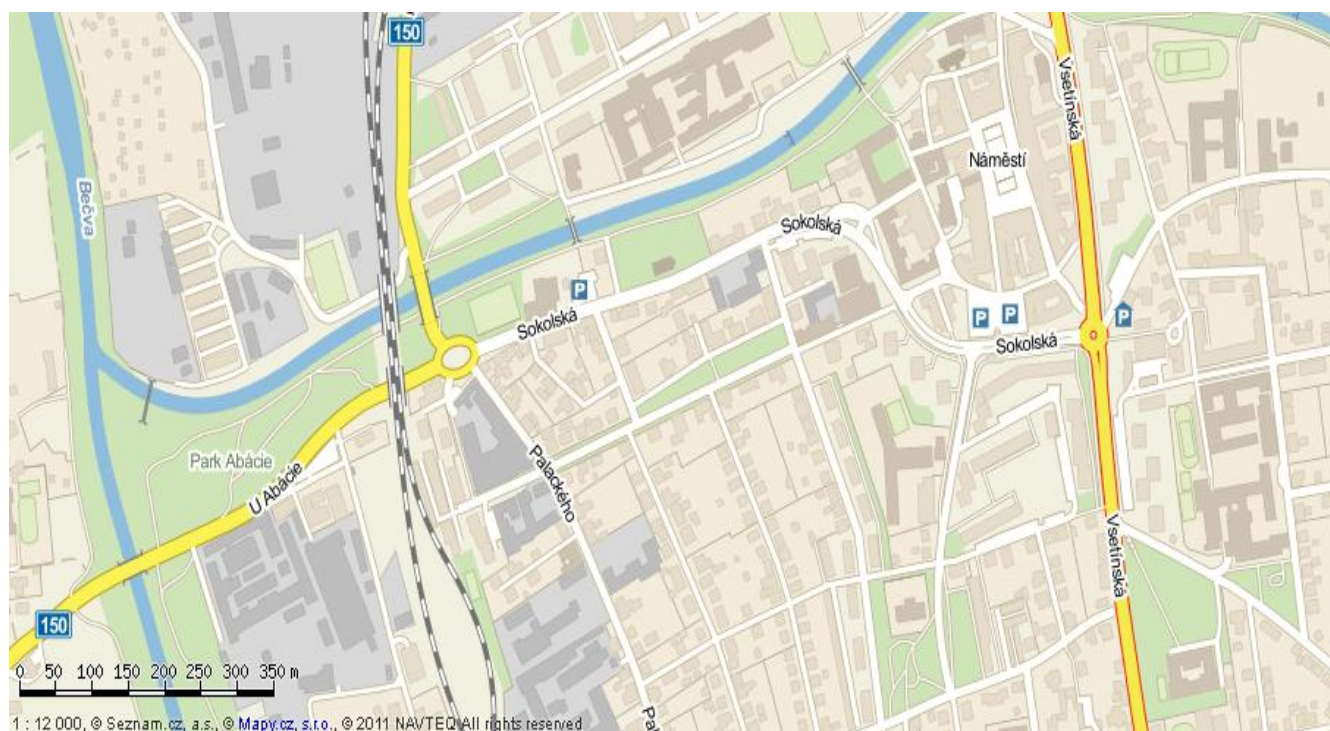 150
Vsetínská
Náměstí
Bečva
Sokolská
P
Sokolská
P
P
P
Sokolská
Park Abácie
U Abácie
Palackého
Vsetínská
150
0 50 100 150 200 250 300 350 m
Pal
1 : 12 000, © Seznam.cz, a.s., © Mapy.cz, s.r.o., © 2011 NAVTEQ All rights reserved